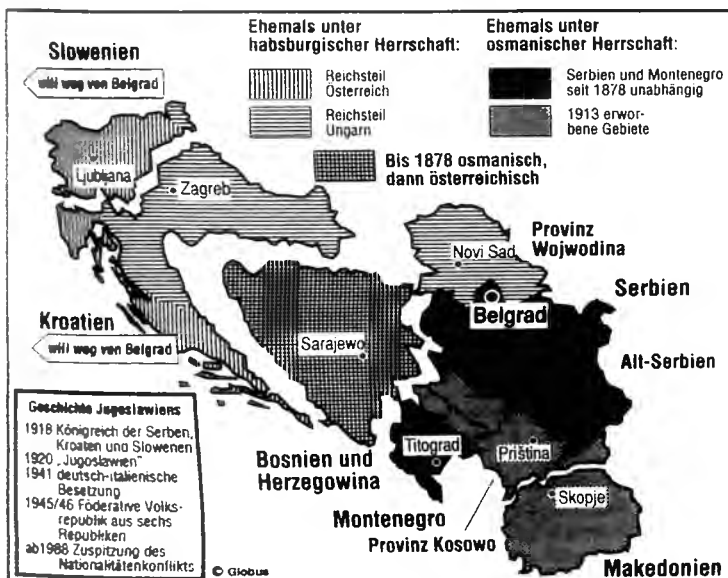 Slowenien
will weg von Belgrad
Ehemals unter
habsburgischer Herrschaft:
Reichsteil
Österreich
Reichsteil
Ungarn
Ehemals unter
osmanischer Herrschaft:
Serbien und Montenegro
seit 1878 unabhängig
1913 erwor-
bene Gebiete
Bis 1878 osmanisch,
dann österreichisch
Ljubljana
Zagreb
Novi Sad
Provinz
Wojwodina
Belgrad
Serbien
Kroatien
will weg von Belgrad
Sarajewo
Alt-Serbien
Geschichte Jugoslawiens
1918 Königreich der Serben,
Kroaten und Slowenen
1920 „Jugoslawien"
1941 deutsch-italienische
Besetzung
1945/46 Föderative Volks-
republik aus sechs
Republiken
ab 1988 Zuspitzung des
Nationalitätenkonflikts
Bosnien und
Herzegowina
Titograd
Priština
Montenegro
Provinz Kosowo
Skopje
Makedonien
© Globus